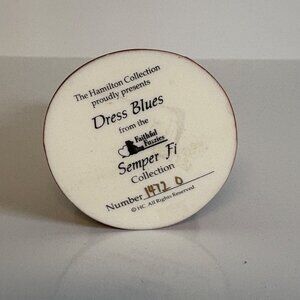 The Hamilton Collection
proudly presents
Dress Blues
from the
Faithful
Fuzzies
Semper Fi
Collection
Number 1472 O
© HC All Rights Reserved